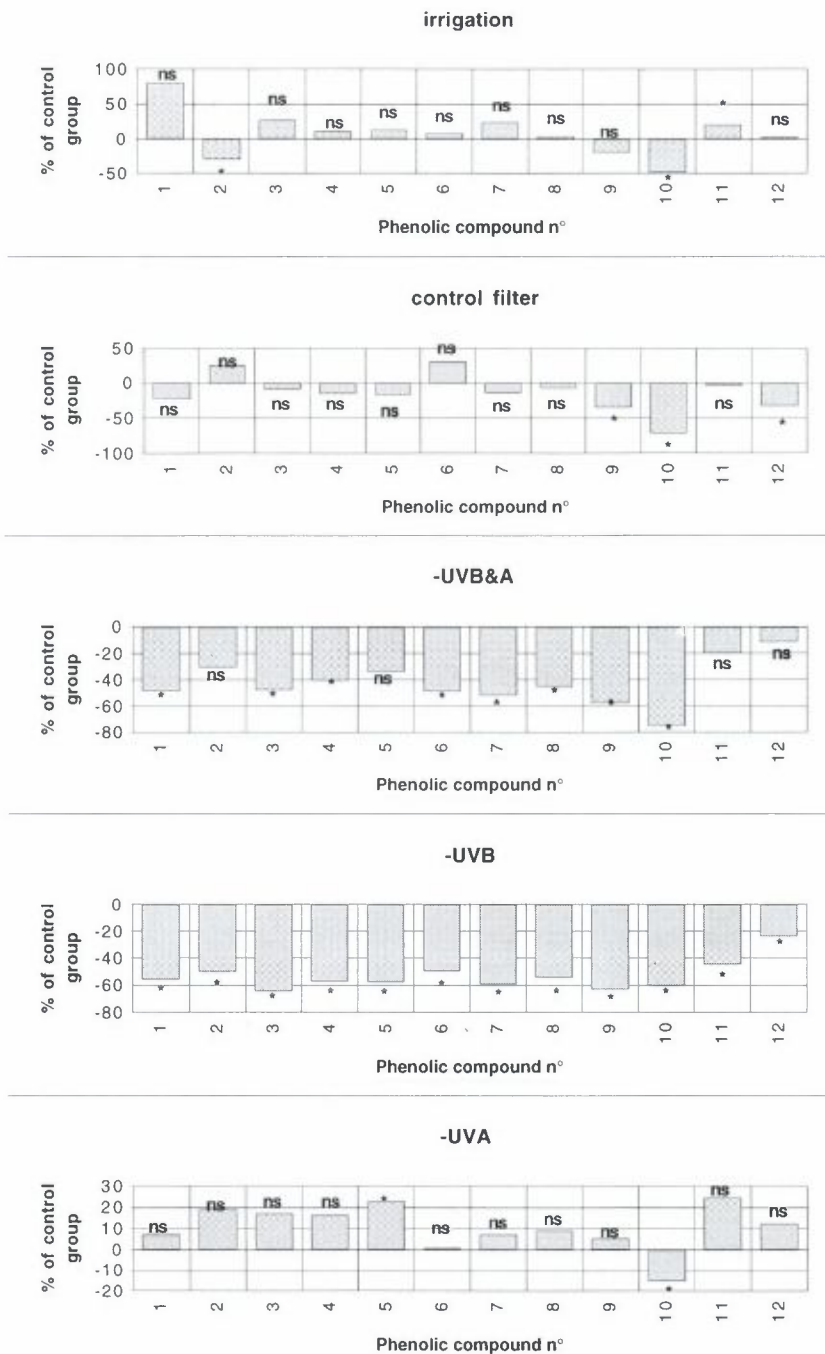 irrigation
% of control
group
100
50
0
-50
ns
*
ns
ns
ns
ns
ns
ns
ns
*
*
ns
1 2 3 4 5 6 7 8 9 10 11 12
Phenolic compound n°
control filter
% of control
group
50
0
-50
-100
ns
ns
ns
ns
ns
ns
ns
ns
*
*
ns
*
1 2 3 4 5 6 7 8 9 10 11 12
Phenolic compound n°
-UVB&A
% of control
group
0
-20
-40
-60
-80
*
ns
*
*
ns
*
*
*
*
*
ns
ns
1 2 3 4 5 6 7 8 9 10 11 12
Phenolic compound n°
-UVB
% of control
group
0
-20
-40
-60
-80
*
*
*
*
*
*
*
*
*
*
*
*
1 2 3 4 5 6 7 8 9 10 11 12
Phenolic compound n°
-UVA
% of control
group
30
20
10
0
-10
-20
ns
ns
ns
ns
*
ns
ns
ns
ns
*
ns
ns
1 2 3 4 5 6 7 8 9 10 11 12
Phenolic compound n°